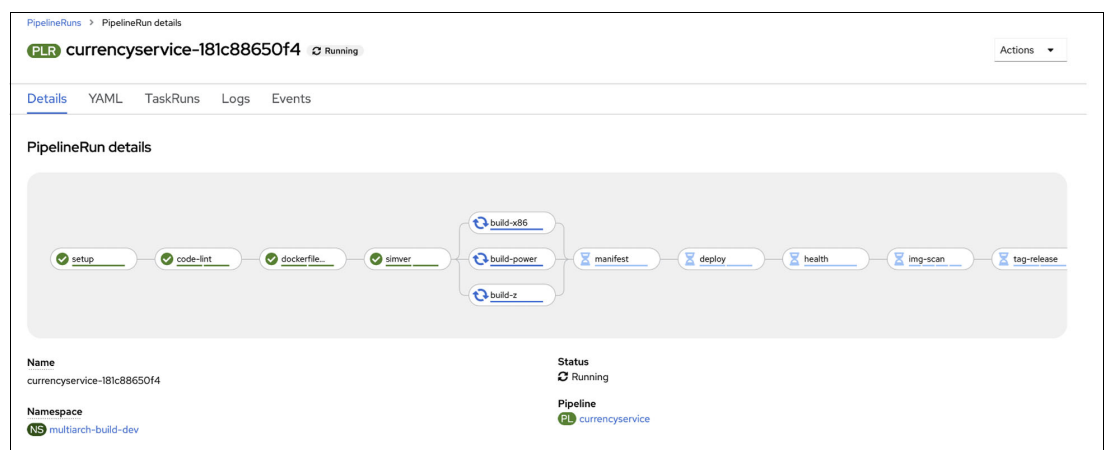 PipelineRuns > PipelineRun details
PLR currencyservice-181c88650f4 Running
Actions
Details YAML TaskRuns Logs Events
PipelineRun details
build-x86
setup code-lint dockerfile... simver build-power manifest deploy health img-scan tag-release
build-z
Name
currencyservice-181c88650f4
Status
Running
Namespace
NS multiarch-build-dev
Pipeline
PL currencyservice